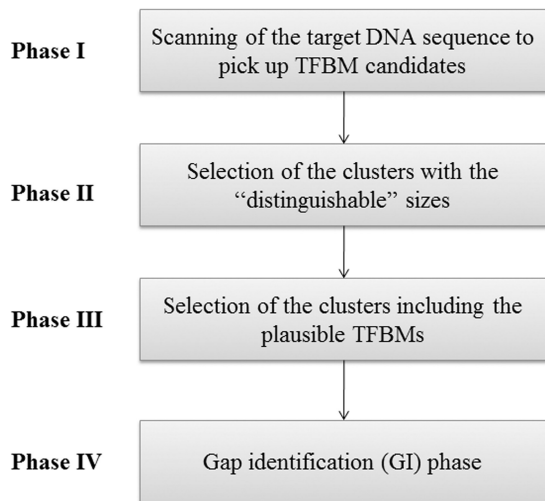 Phase I
Scanning of the target DNA sequence to
pick up TFBM candidates
Phase II
Selection of the clusters with the
“distinguishable” sizes
Phase III
Selection of the clusters including the
plausible TFBMs
Phase IV
Gap identification (GI) phase